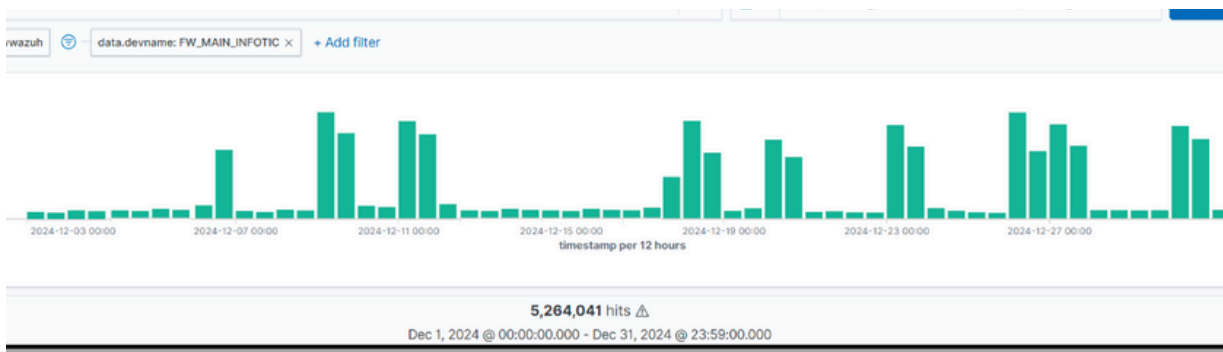 wazuh data.devname: FW_MAIN_INFOTIC × + Add filter
2024-12-03 00:00 2024-12-07 00:00 2024-12-11 00:00 2024-12-15 00:00 2024-12-19 00:00 2024-12-23 00:00 2024-12-27 00:00
timestamp per 12 hours
5,264,041 hits
Dec 1, 2024 @ 00:00:00.000 - Dec 31, 2024 @ 23:59:00.000